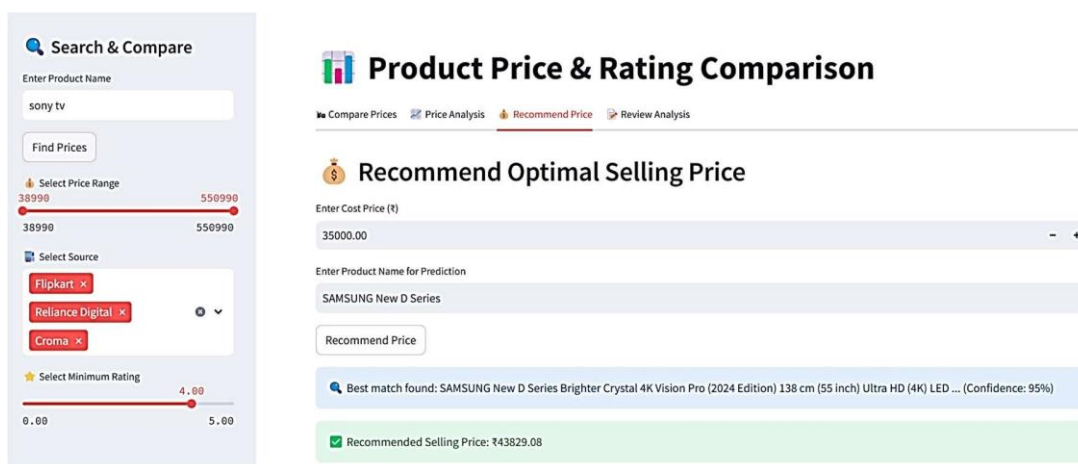 Search & Compare
Enter Product Name
sony tv
Find Prices
Select Price Range
38990 550990
38990 550990
Select Source
Flipkart ×
Reliance Digital ×
Croma ×
Select Minimum Rating
4.00
0.00 5.00
Product Price & Rating Comparison
Compare Prices Price Analysis Recommend Price Review Analysis
Recommend Optimal Selling Price
Enter Cost Price (₹)
35000.00 - +
Enter Product Name for Prediction
SAMSUNG New D Series
Recommend Price
Best match found: SAMSUNG New D Series Brighter Crystal 4K Vision Pro (2024 Edition) 138 cm (55 inch) Ultra HD (4K) LED ... (Confidence: 95%)
Recommended Selling Price: ₹43829.08